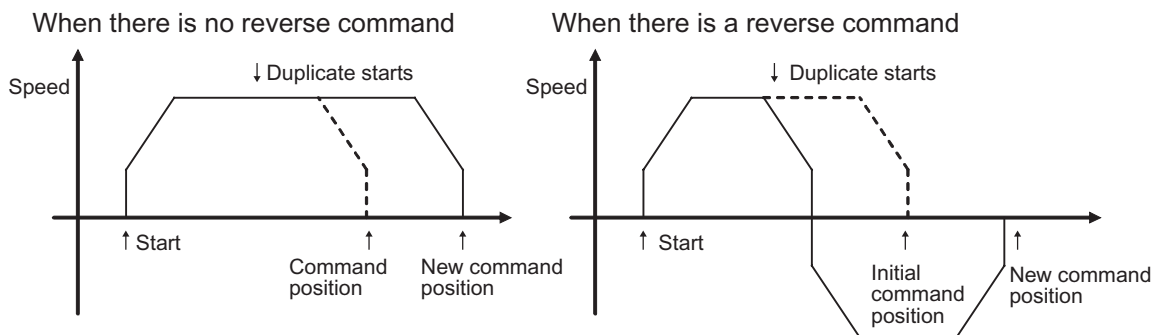 When there is no reverse command
Speed
↓ Duplicate starts
↑ Start
↑
Command
position
↑
New command
position
When there is a reverse command
Speed
↓ Duplicate starts
↑ Start
↑
Initial
command
position
↑
New command
position